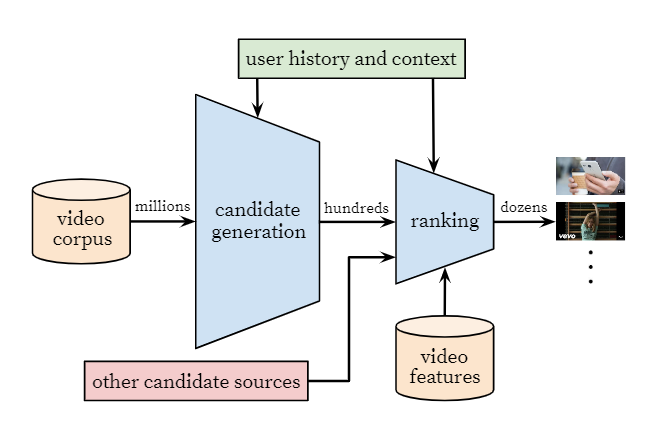 user history and context
video
corpus
millions
candidate
generation
hundreds
ranking
dozens
vevo
other candidate sources
video
features